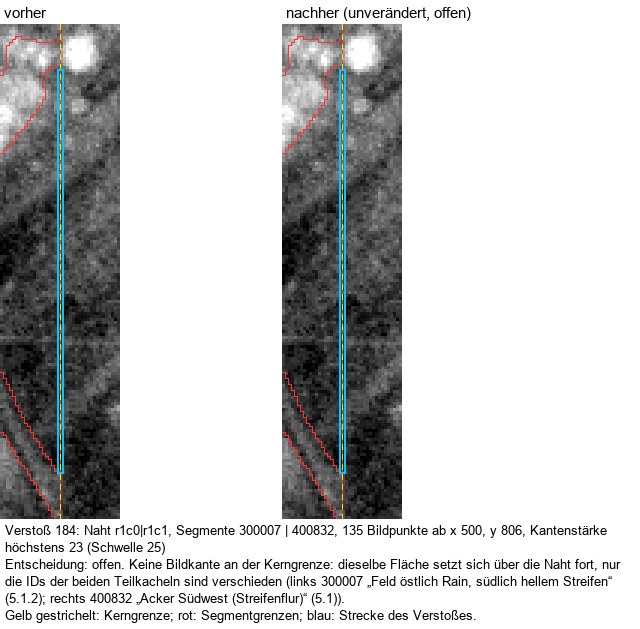 vorher
nachher (unverändert, offen)
Verstoß 184: Naht r1c0|r1c1, Segmente 300007 | 400832, 135 Bildpunkte ab x 500, y 806, Kantenstärke
höchstens 23 (Schwelle 25)
Entscheidung: offen. Keine Bildkante an der Kerngrenze: dieselbe Fläche setzt sich über die Naht fort, nur
die IDs der beiden Teilkacheln sind verschieden (links 300007 „Feld östlich Rain, südlich hellem Streifen“
(5.1.2); rechts 400832 „Acker Südwest (Streifenflur)“ (5.1)).
Gelb gestrichelt: Kerngrenze; rot: Segmentgrenzen; blau: Strecke des Verstoßes.